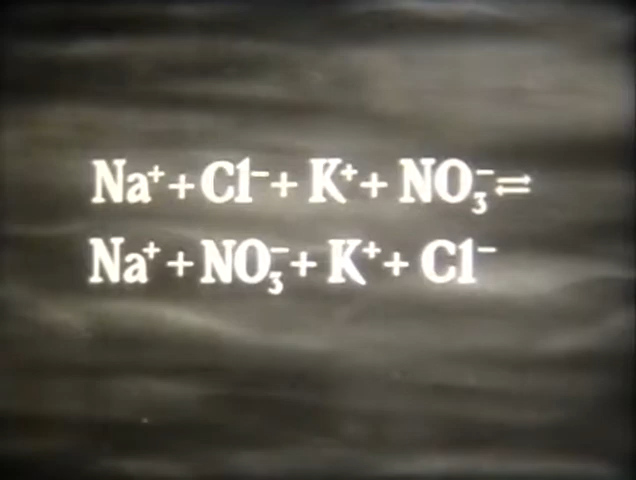 Na⁺ + Cl⁻ + K⁺ + NO₃⁻ ⇌
Na⁺ + NO₃⁻ + K⁺ + Cl⁻